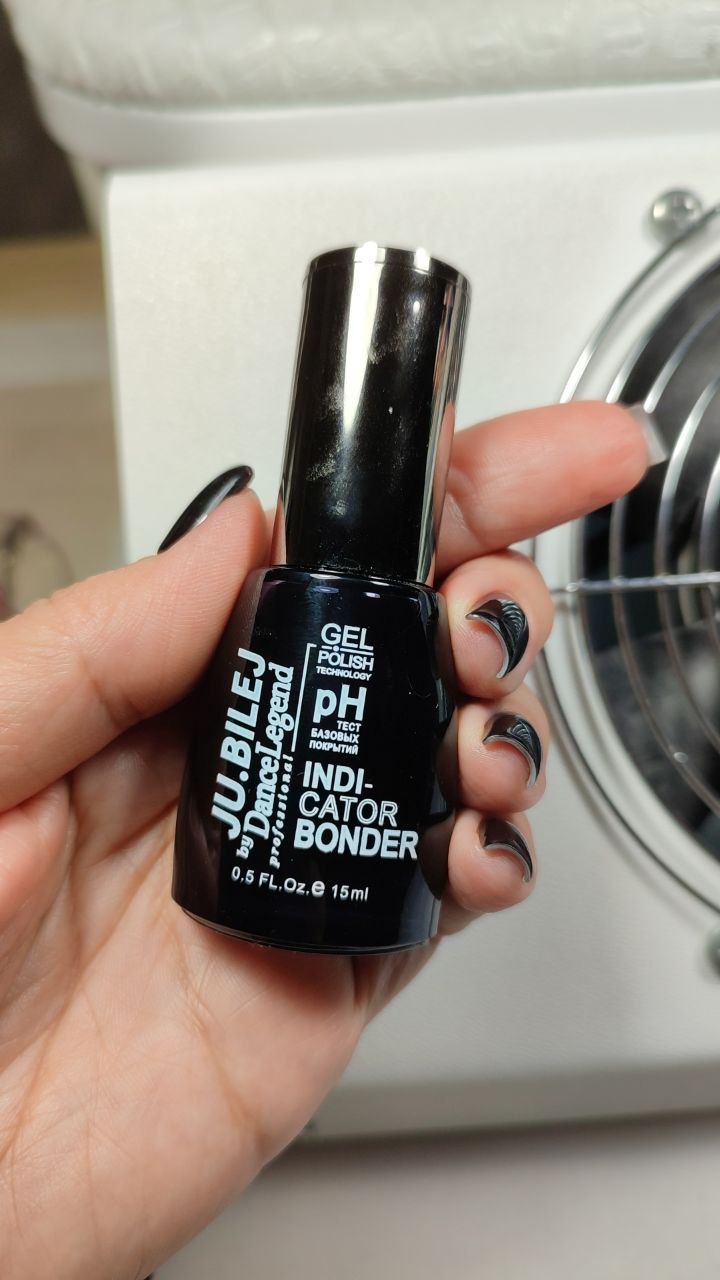 GEL
POLISH
TECHNOLOGY
pH
ТЕСТ
БАЗОВЫХ
ПОКРЫТИЙ
INDI-
CATOR
BONDER
JU.BILEJ
by DanceLegend
professional
0.5 FL.Oz.e 15ml